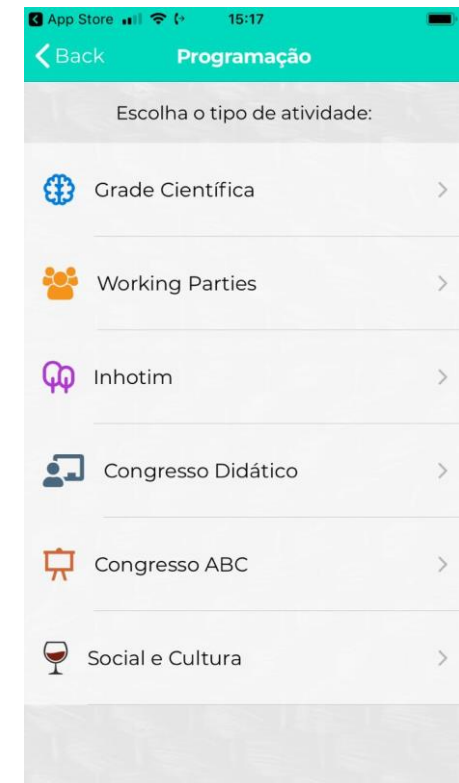 App Store 15:17
Back Programação
Escolha o tipo de atividade:
Grade Científica
Working Parties
Inhotim
Congresso Didático
Congresso ABC
Social e Cultura